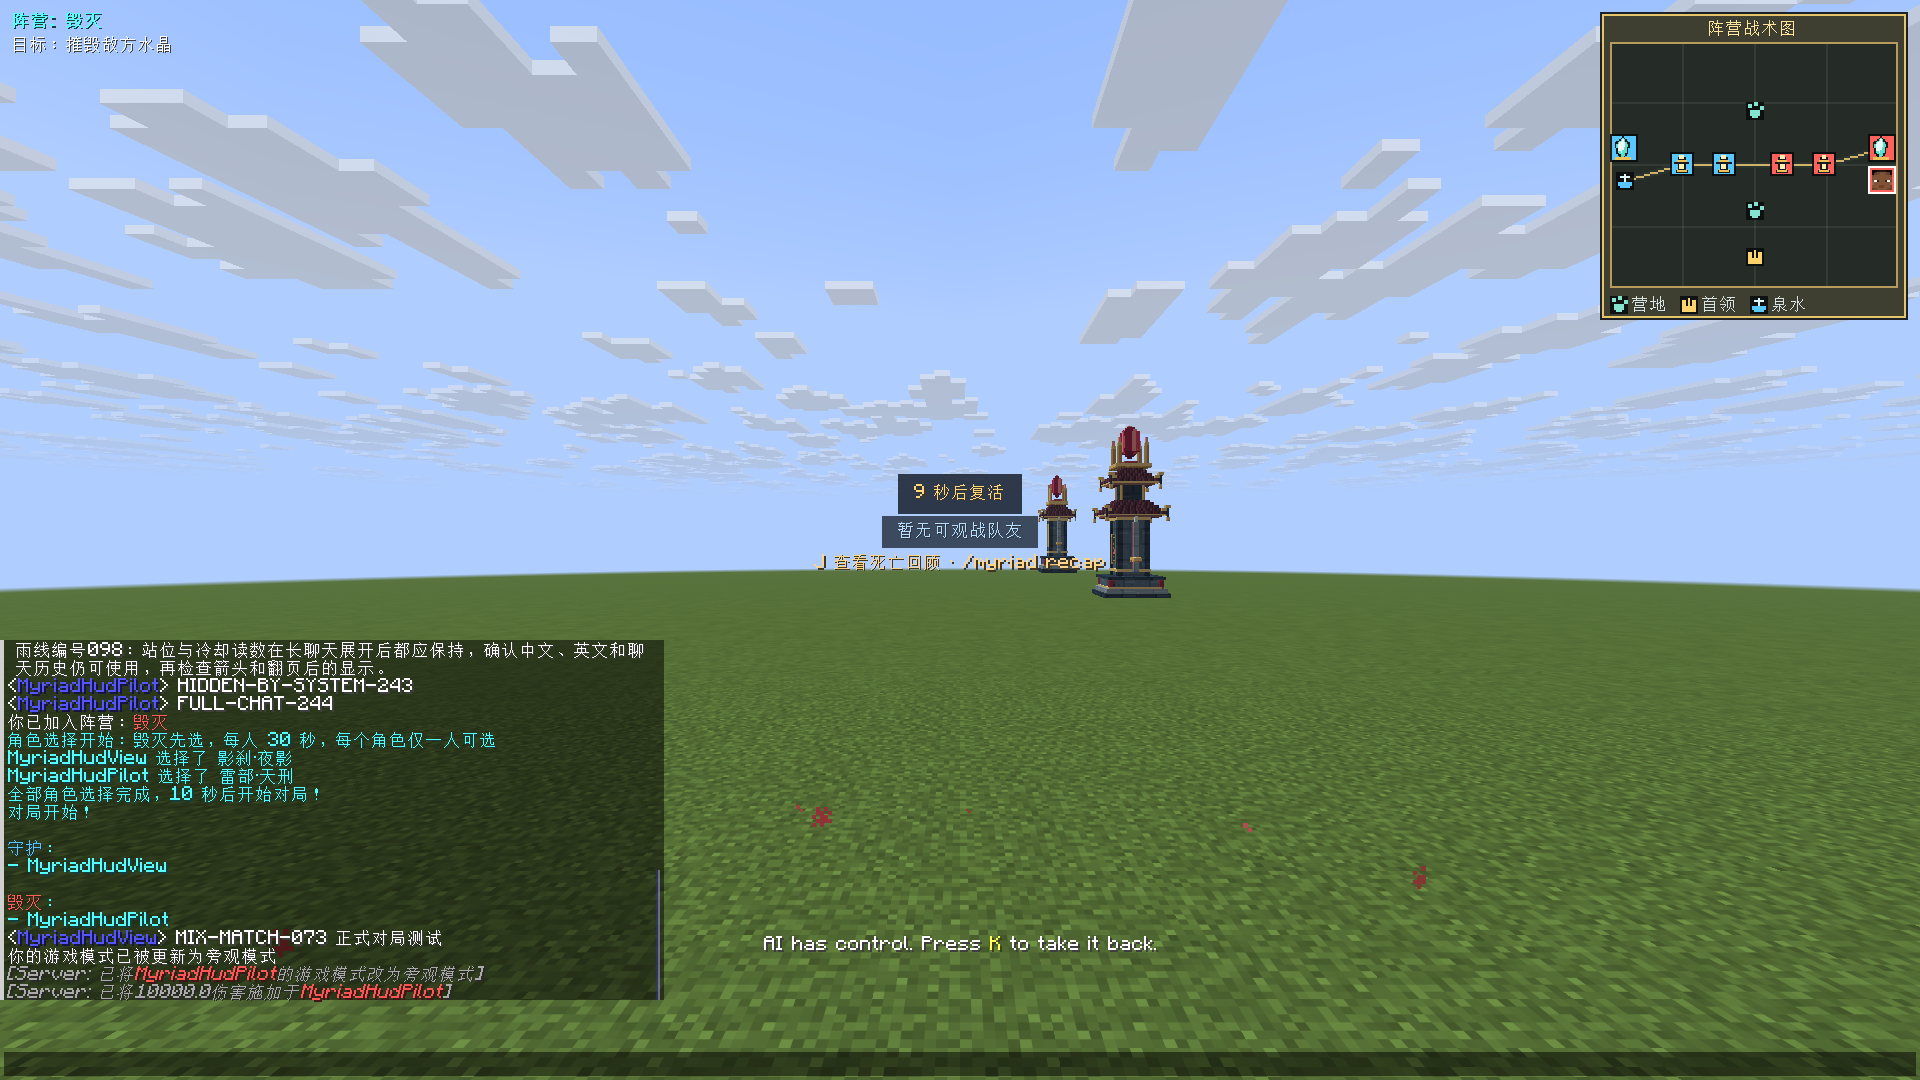 阵营: 毁灭
目标：摧毁敌方水晶
阵营战术图
营地 首领 泉水
9 秒后复活
暂无可观战队友
J 查看死亡回顾 · /myriad recap
雨线编号098：站位与冷却读数在长聊天展开后都应保持，确认中文、英文和聊
天历史仍可使用，再检查箭头和翻页后的显示。
<MyriadHudPilot> HIDDEN-BY-SYSTEM-243
<MyriadHudPilot> FULL-CHAT-244
你已加入阵营：毁灭
角色选择开始：毁灭先选，每人 30 秒，每个角色仅一人可选
MyriadHudView 选择了 影刹·夜影
MyriadHudPilot 选择了 雷部·天刑
全部角色选择完成，10 秒后开始对局！
对局开始！
守护：
- MyriadHudView
毁灭：
- MyriadHudPilot
<MyriadHudView> MIX-MATCH-073 正式对局测试
你的游戏模式已被更新为旁观模式
[Server: 已将MyriadHudPilot的游戏模式改为旁观模式]
[Server: 已将10000.0伤害施加于MyriadHudPilot]
AI has control. Press K to take it back.